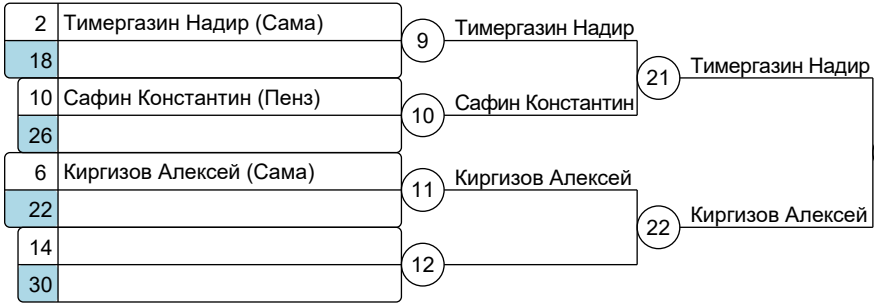 2 Тимергазин Надир (Сама)
18
9
Тимергазин Надир
10 Сафин Константин (Пенз)
26
10
Сафин Константин
21
Тимергазин Надир
6 Киргизов Алексей (Сама)
22
11
Киргизов Алексей
14
30
12
22
Киргизов Алексей